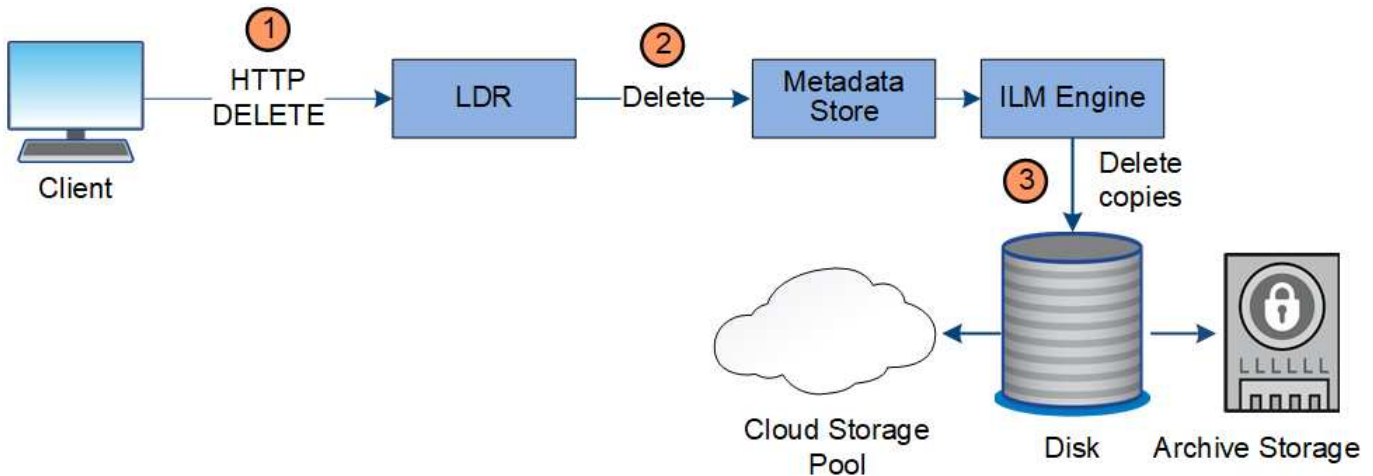 1
HTTP
DELETE
LDR
2
Delete
Metadata
Store
ILM Engine
Client
3
Delete
copies
LLLLLL
Cloud Storage
Pool
Disk
Archive Storage